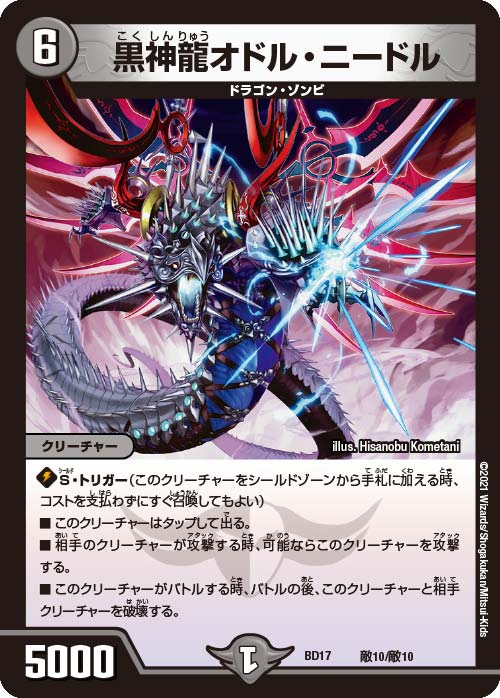 6
こくしんりゅう
黒神龍オドル・ニードル
ドラゴン・ゾンビ
クリーチャー
illus. Hisanobu Kometani
シールド
S・トリガー(このクリーチャーをシールドゾーンから手札に加える時、
コストを支払わずにすぐ召喚してもよい)
■ このクリーチャーはタップして出る。
■ 相手のクリーチャーが攻撃する時、可能ならこのクリーチャーを攻撃
する。
■ このクリーチャーがバトルする時、バトルの後、このクリーチャーと相手
クリーチャーを破壊する。
©2021 Wizards/Shogakukan/Mitsui-Kids
5000
1
BD17 敵10/敵10